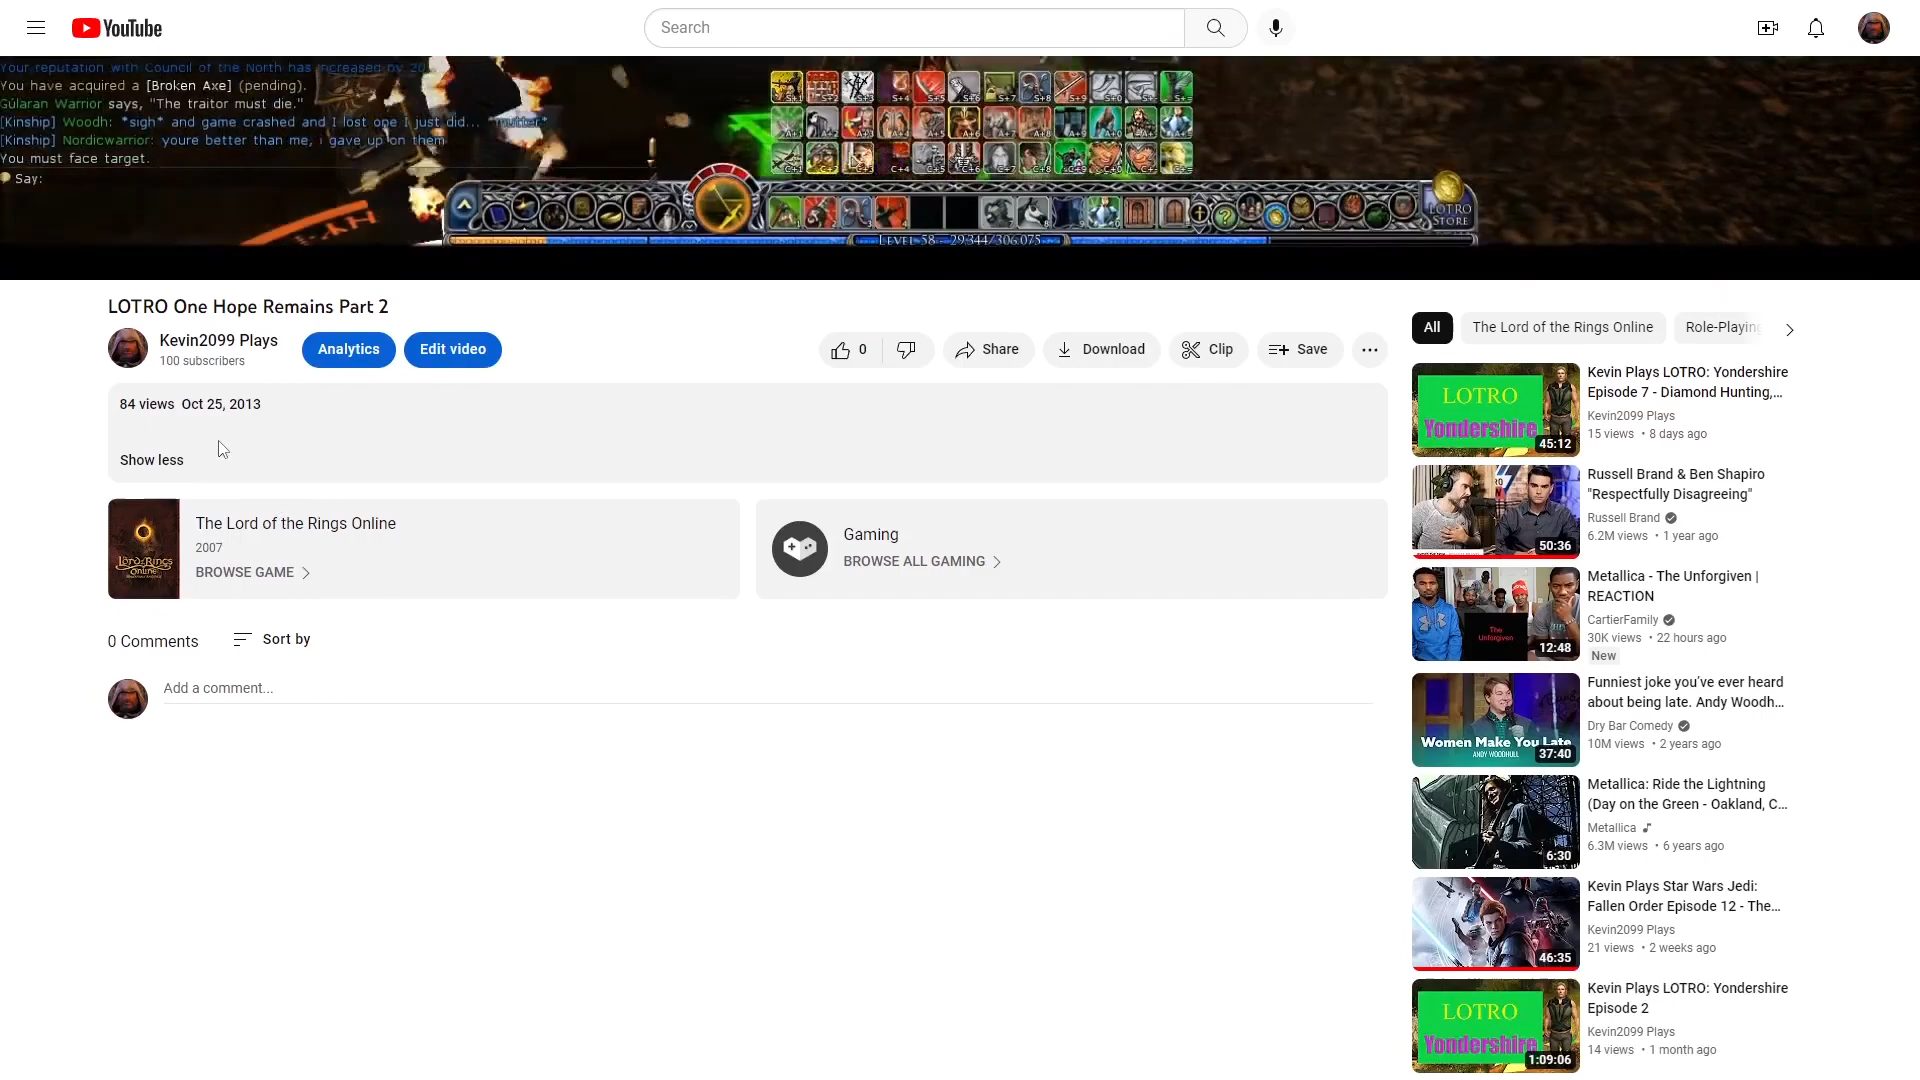 YouTube
Search
Your reputation with Council of the North has increased by 20
You have acquired a [Broken Axe] (pending).
Gúlaran Warrior says, "The traitor must die."
[Kinship] Woodh: *sigh* and game crashed and I lost one I just did... *mutter*
[Kinship] Nordicwarrior: youre better than me, i gave up on them
You must face target.
Say:
LOTRO
STORE
LEVEL 58 - 29,344/306,075
LOTRO One Hope Remains Part 2
Kevin2099 Plays
100 subscribers
Analytics
Edit video
0
Share
Download
Clip
Save
84 views Oct 25, 2013
Show less
The Lord of the Rings Online
2007
BROWSE GAME
Gaming
BROWSE ALL GAMING
0 Comments
Sort by
Add a comment...
All
The Lord of the Rings Online
Role-Playing
LOTRO
Yondershire
45:12
Kevin Plays LOTRO: Yondershire
Episode 7 - Diamond Hunting,...
Kevin2099 Plays
15 views • 8 days ago
50:36
Russell Brand & Ben Shapiro
"Respectfully Disagreeing"
Russell Brand
6.2M views • 1 year ago
The
Unforgiven
12:48
Metallica - The Unforgiven |
REACTION
CartierFamily
30K views • 22 hours ago
New
Women Make You Late
ANDY WOODHULL
37:40
Funniest joke you've ever heard
about being late. Andy Woodh...
Dry Bar Comedy
10M views • 2 years ago
6:30
Metallica: Ride the Lightning
(Day on the Green - Oakland, C...
Metallica
6.3M views • 6 years ago
46:35
Kevin Plays Star Wars Jedi:
Fallen Order Episode 12 - The...
Kevin2099 Plays
21 views • 2 weeks ago
LOTRO
Yondershire
1:09:06
Kevin Plays LOTRO: Yondershire
Episode 2
Kevin2099 Plays
14 views • 1 month ago